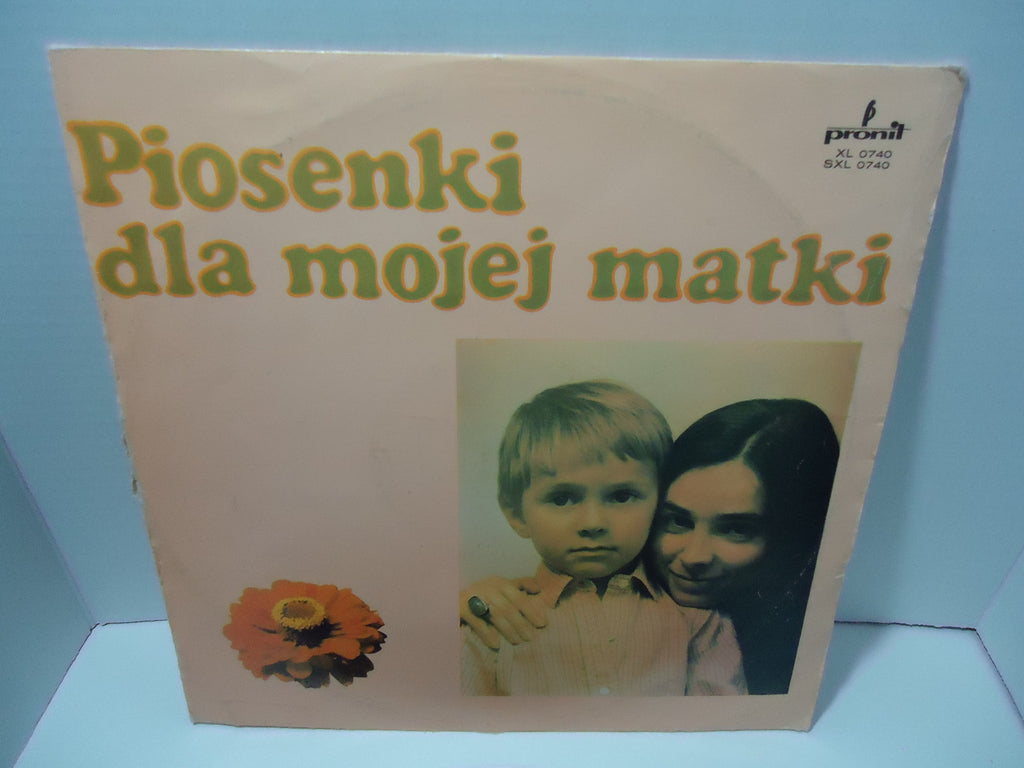 Piosenki
dla mojej matki
pronit
XL 0740
SXL 0740